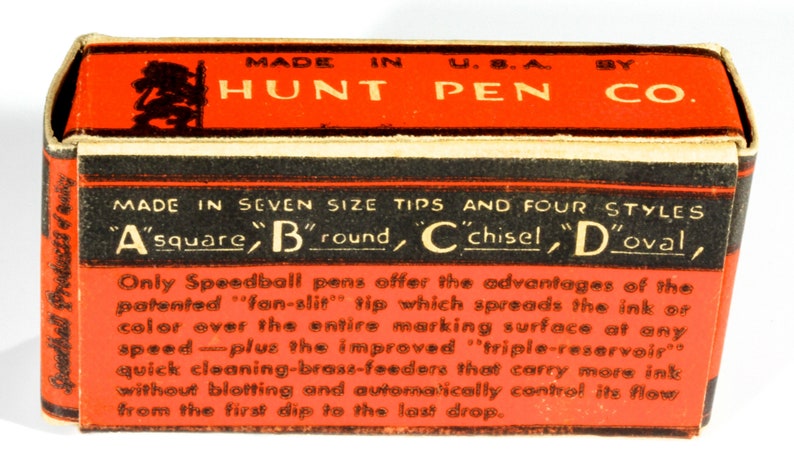 MADE IN U.S.A. BY
HUNT PEN CO.
MADE IN SEVEN SIZE TIPS AND FOUR STYLES
"A" square, "B" round, "C" chisel, "D" oval,
Only Speedball pens offer the advantages of the
patented "fan-slit" tip which spreads the ink or
color over the entire marking surface at any
speed—plus the improved "triple-reservoir"
quick cleaning-brass-feeders that carry more ink
without blotting and automatically control its flow
from the first dip to the last drop.
Speedball Products of Quality